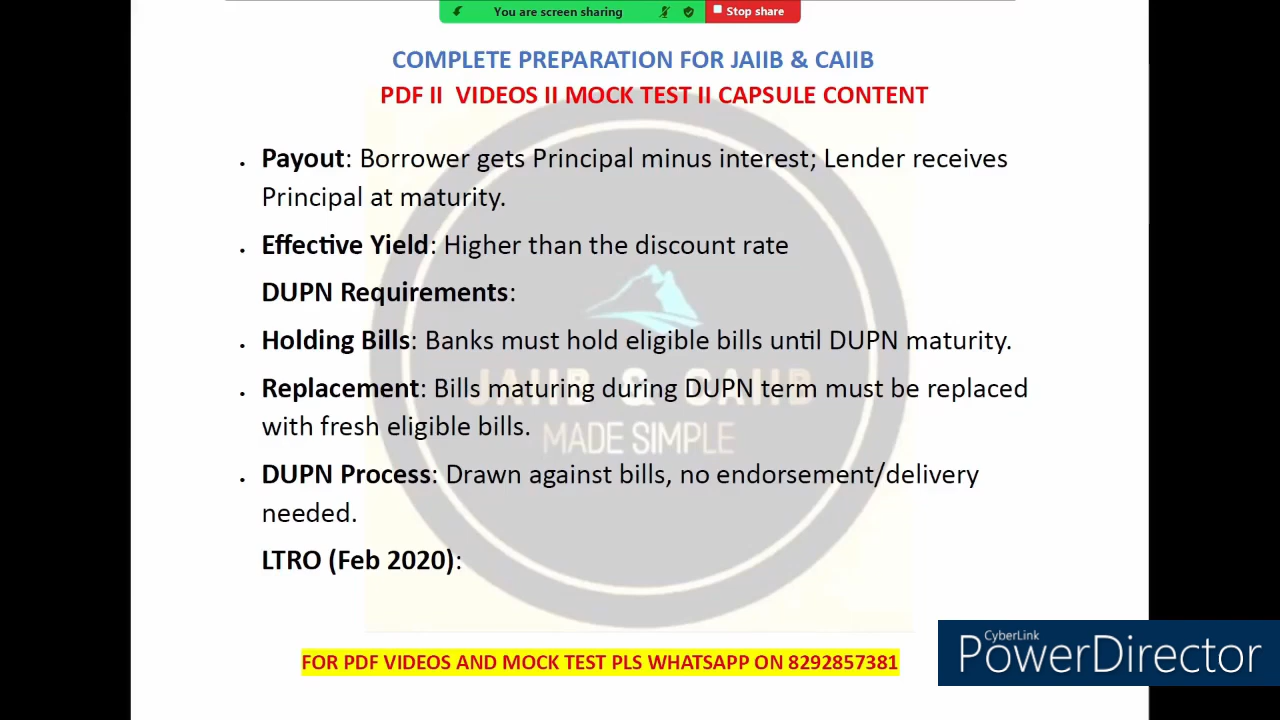 You are screen sharing
Stop share
COMPLETE PREPARATION FOR JAIIB & CAIIB
PDF II VIDEOS II MOCK TEST II CAPSULE CONTENT
• Payout: Borrower gets Principal minus interest; Lender receives
Principal at maturity.
• Effective Yield: Higher than the discount rate
DUPN Requirements:
• Holding Bills: Banks must hold eligible bills until DUPN maturity.
• Replacement: Bills maturing during DUPN term must be replaced
with fresh eligible bills.
JAIIB & CAIIB
MADE SIMPLE
• DUPN Process: Drawn against bills, no endorsement/delivery
needed.
LTRO (Feb 2020):
FOR PDF VIDEOS AND MOCK TEST PLS WHATSAPP ON 8292857381
CyberLink
PowerDirector